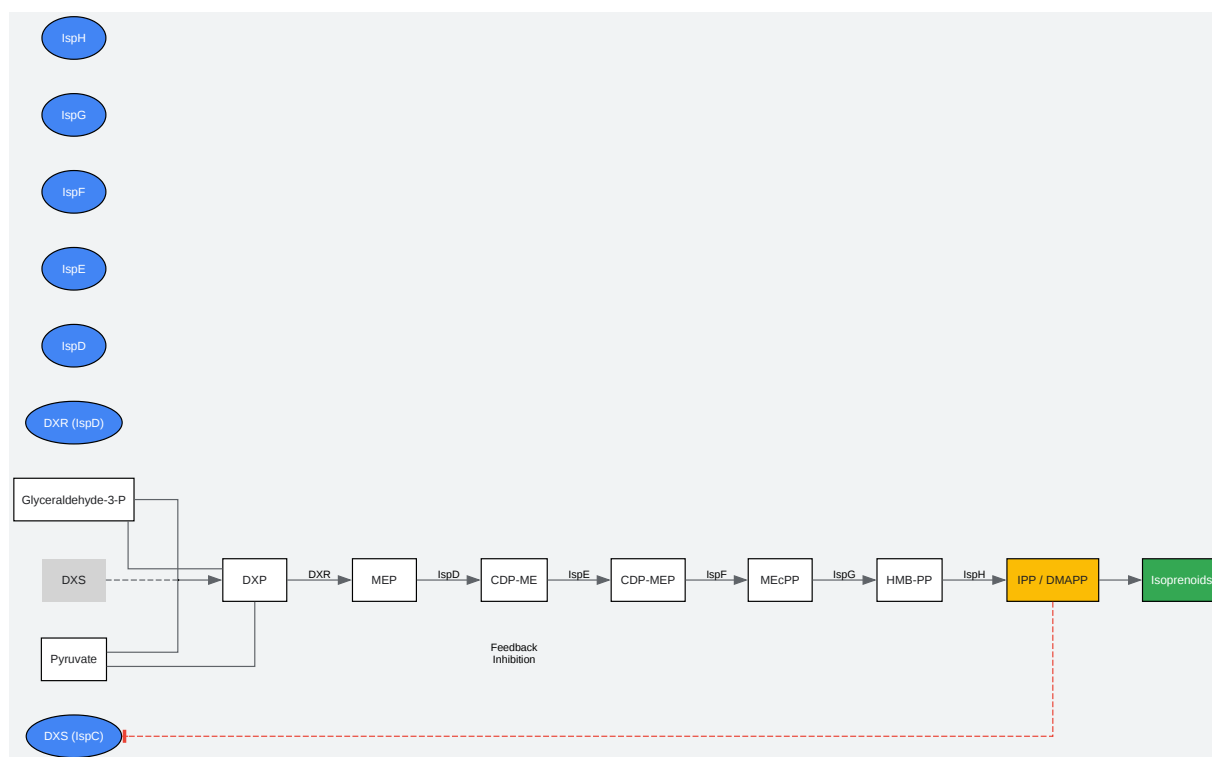 IspH
IspG
IspF
IspE
IspD
DXR (IspD)
Glyceraldehyde-3-P
DXS
DXP
DXR
MEP
IspD
CDP-ME
IspE
CDP-MEP
IspF
MEcPP
IspG
HMB-PP
IspH
IPP / DMAPP
Isoprenoids
Pyruvate
Feedback
Inhibition
DXS (IspC)